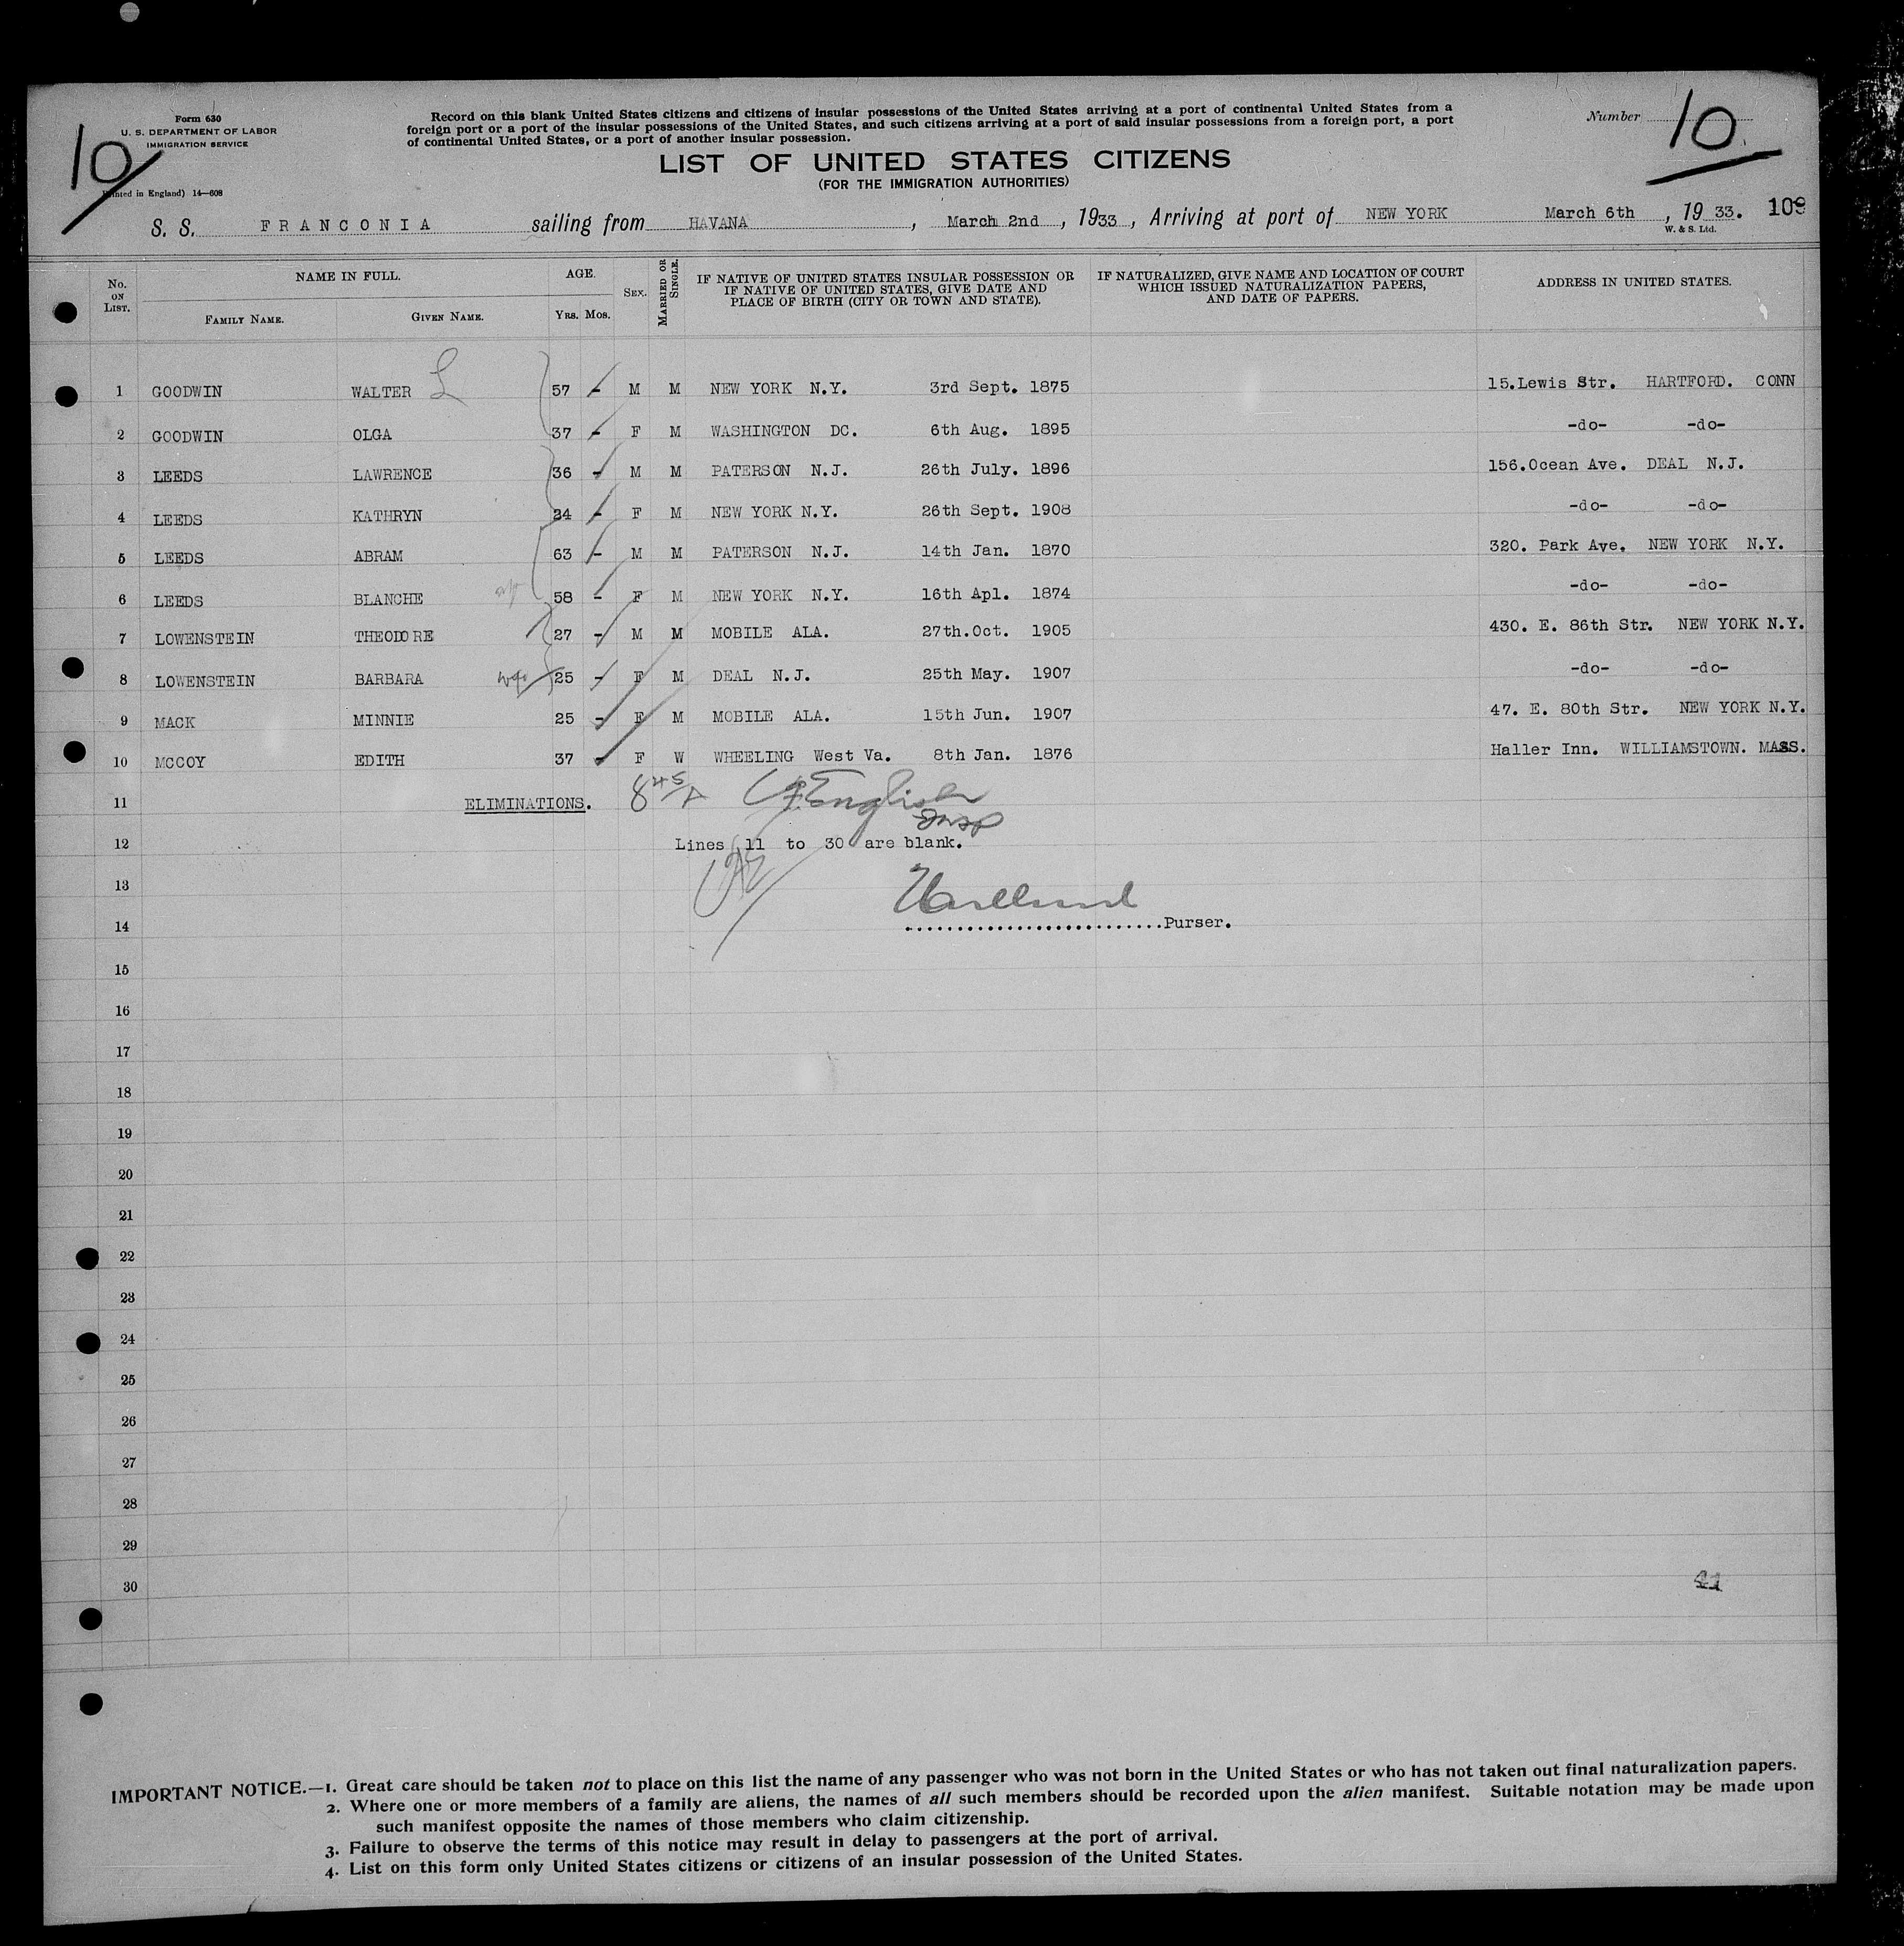 Form 630
U. S. DEPARTMENT OF LABOR
IMMIGRATION SERVICE
10
(Printed in England) 14—608
Record on this blank United States citizens and citizens of insular possessions of the United States arriving at a port of continental United States from a
foreign port or a port of the insular possessions of the United States, and such citizens arriving at a port of said insular possessions from a foreign port, a port
of continental United States, or a port of another insular possession.
Number 10
LIST OF UNITED STATES CITIZENS
(FOR THE IMMIGRATION AUTHORITIES)
S. S. FRANCONIA sailing from HAVANA, March 2nd, 1933, Arriving at port of NEW YORK March 6th, 1933. 109
W. & S. Ltd.
No. ON LIST. NAME IN FULL. FAMILY NAME. GIVEN NAME. AGE. YRS. MOS. SEX. MARRIED OR SINGLE. IF NATIVE OF UNITED STATES INSULAR POSSESSION OR IF NATIVE OF UNITED STATES, GIVE DATE AND PLACE OF BIRTH (CITY OR TOWN AND STATE). IF NATURALIZED, GIVE NAME AND LOCATION OF COURT WHICH ISSUED NATURALIZATION PAPERS, AND DATE OF PAPERS. ADDRESS IN UNITED STATES.
1 GOODWIN WALTER L 57 - M M NEW YORK N.Y. 3rd Sept. 1875 15.Lewis Str. HARTFORD. CONN
2 GOODWIN OLGA 37 - F M WASHINGTON DC. 6th Aug. 1895 -do- -do-
3 LEEDS LAWRENCE 36 - M M PATERSON N.J. 26th July. 1896 156.Ocean Ave. DEAL N.J.
4 LEEDS KATHRYN 24 - F M NEW YORK N.Y. 26th Sept. 1908 -do- -do-
5 LEEDS ABRAM 63 - M M PATERSON N.J. 14th Jan. 1870 320. Park Ave. NEW YORK N.Y.
6 LEEDS BLANCHE 58 - F M NEW YORK N.Y. 16th Apl. 1874 -do- -do-
7 LOWENSTEIN THEODORE 27 - M M MOBILE ALA. 27th.Oct. 1905 430. E. 86th Str. NEW YORK N.Y.
8 LOWENSTEIN BARBARA 25 - F M DEAL N.J. 25th May. 1907 -do- -do-
9 MACK MINNIE 25 - F M MOBILE ALA. 15th Jun. 1907 47. E. 80th Str. NEW YORK N.Y.
10 MCCOY EDITH 37 - F W WHEELING West Va. 8th Jan. 1876 Haller Inn. WILLIAMSTOWN. MASS.
11 ELIMINATIONS. 845/A English
Insp
12 Lines 11 to 30 are blank.
13
14 ..........................Purser.
15
16
17
18
19
20
21
22
23
24
25
26
27
28
29
30 41
IMPORTANT NOTICE.—1. Great care should be taken not to place on this list the name of any passenger who was not born in the United States or who has not taken out final naturalization papers.
2. Where one or more members of a family are aliens, the names of all such members should be recorded upon the alien manifest. Suitable notation may be made upon
such manifest opposite the names of those members who claim citizenship.
3. Failure to observe the terms of this notice may result in delay to passengers at the port of arrival.
4. List on this form only United States citizens or citizens of an insular possession of the United States.